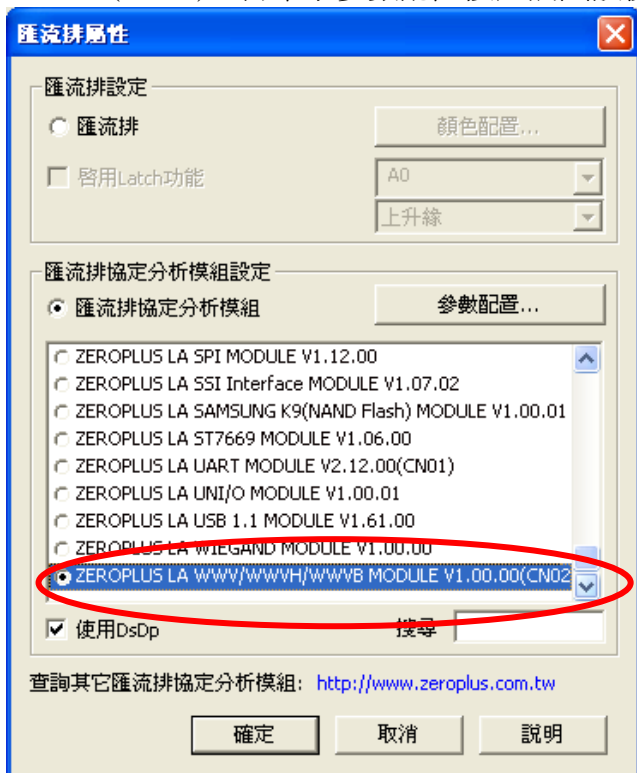 匯流排屬性
匯流排設定
匯流排
顏色配置...
啓用Latch功能
A0
上升緣
匯流排協定分析模組設定
匯流排協定分析模組
參數配置...
ZEROPLUS LA SPI MODULE V1.12.00
ZEROPLUS LA SSI Interface MODULE V1.07.02
ZEROPLUS LA SAMSUNG K9(NAND Flash) MODULE V1.00.01
ZEROPLUS LA ST7669 MODULE V1.06.00
ZEROPLUS LA UART MODULE V2.12.00(CN01)
ZEROPLUS LA UNI/O MODULE V1.00.01
ZEROPLUS LA USB 1.1 MODULE V1.61.00
ZEROPLUS LA WIEGAND MODULE V1.00.00
ZEROPLUS LA WWV/WWVH/WWVB MODULE V1.00.00(CN02
使用DsDp
搜尋
查詢其它匯流排協定分析模組: http://www.zeroplus.com.tw
確定
取消
說明